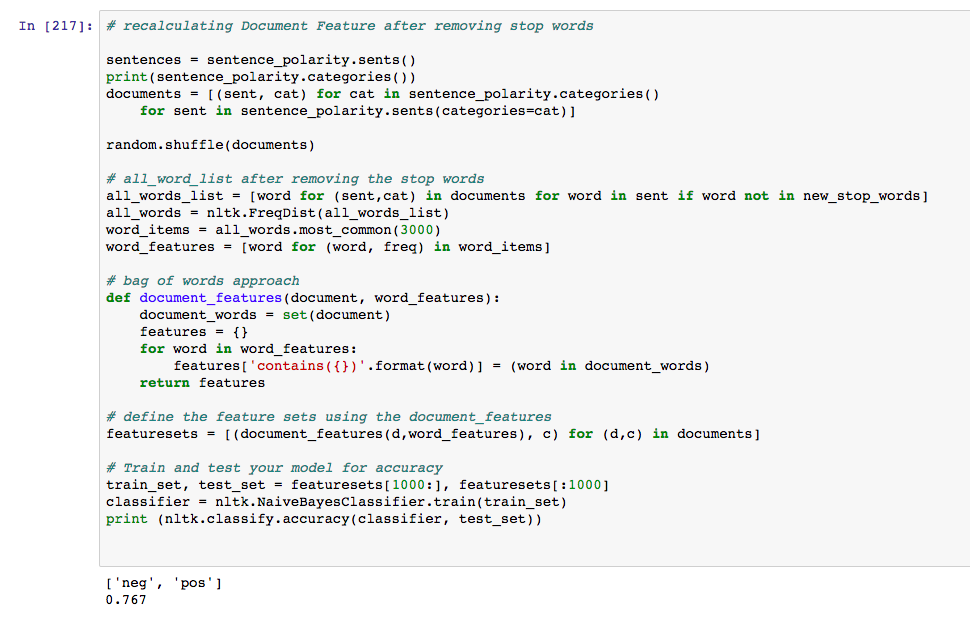 In [217]: # recalculating Document Feature after removing stop words
sentences = sentence_polarity.sents()
print(sentence_polarity.categories())
documents = [(sent, cat) for cat in sentence_polarity.categories()
    for sent in sentence_polarity.sents(categories=cat)]
random.shuffle(documents)
# all_word_list after removing the stop words
all_words_list = [word for (sent,cat) in documents for word in sent if word not in new_stop_words]
all_words = nltk.FreqDist(all_words_list)
word_items = all_words.most_common(3000)
word_features = [word for (word, freq) in word_items]
# bag of words approach
def document_features(document, word_features):
    document_words = set(document)
    features = {}
    for word in word_features:
        features['contains({})'.format(word)] = (word in document_words)
    return features
# define the feature sets using the document_features
featuresets = [(document_features(d,word_features), c) for (d,c) in documents]
# Train and test your model for accuracy
train_set, test_set = featuresets[1000:], featuresets[:1000]
classifier = nltk.NaiveBayesClassifier.train(train_set)
print (nltk.classify.accuracy(classifier, test_set))
['neg', 'pos']
0.767